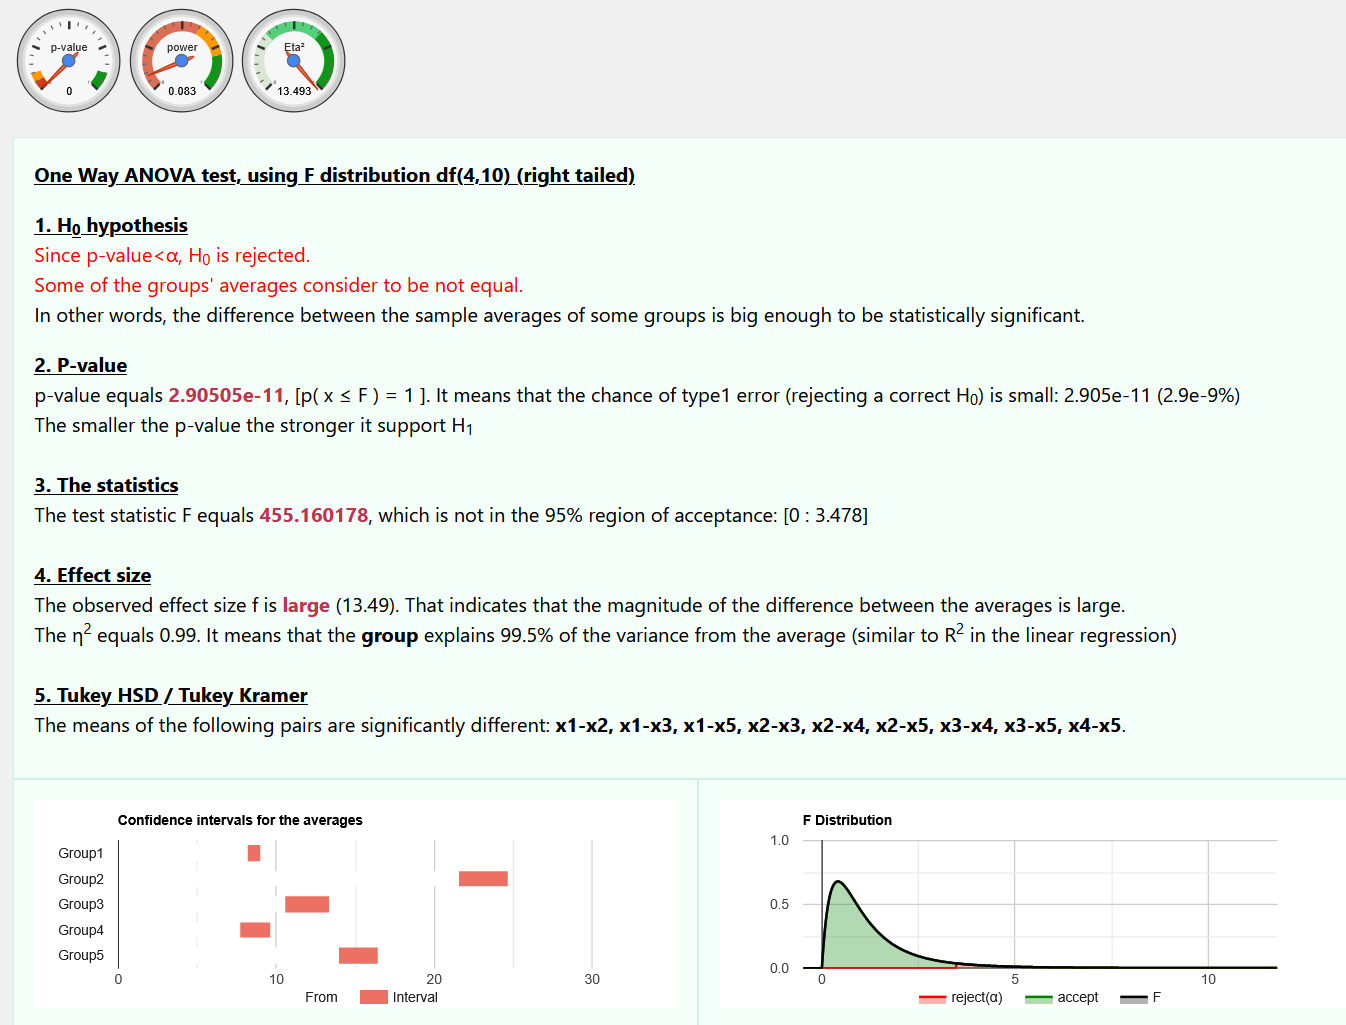 p-value
0
power
0.083
Eta²
13.493
One Way ANOVA test, using F distribution df(4,10) (right tailed)
1. H₀ hypothesis
Since p-value<α, H₀ is rejected.
Some of the groups' averages consider to be not equal.
In other words, the difference between the sample averages of some groups is big enough to be statistically significant.
2. P-value
p-value equals 2.90505e-11, [p( x ≤ F ) = 1 ]. It means that the chance of type1 error (rejecting a correct H₀) is small: 2.905e-11 (2.9e-9%)
The smaller the p-value the stronger it support H₁
3. The statistics
The test statistic F equals 455.160178, which is not in the 95% region of acceptance: [0 : 3.478]
4. Effect size
The observed effect size f is large (13.49). That indicates that the magnitude of the difference between the averages is large.
The η² equals 0.99. It means that the group explains 99.5% of the variance from the average (similar to R² in the linear regression)
5. Tukey HSD / Tukey Kramer
The means of the following pairs are significantly different: x1-x2, x1-x3, x1-x5, x2-x3, x2-x4, x2-x5, x3-x4, x3-x5, x4-x5.
Confidence intervals for the averages
Group1
Group2
Group3
Group4
Group5
0 10 20 30
From Interval
F Distribution
1.0
0.5
0.0
0 5 10
reject(α) accept F